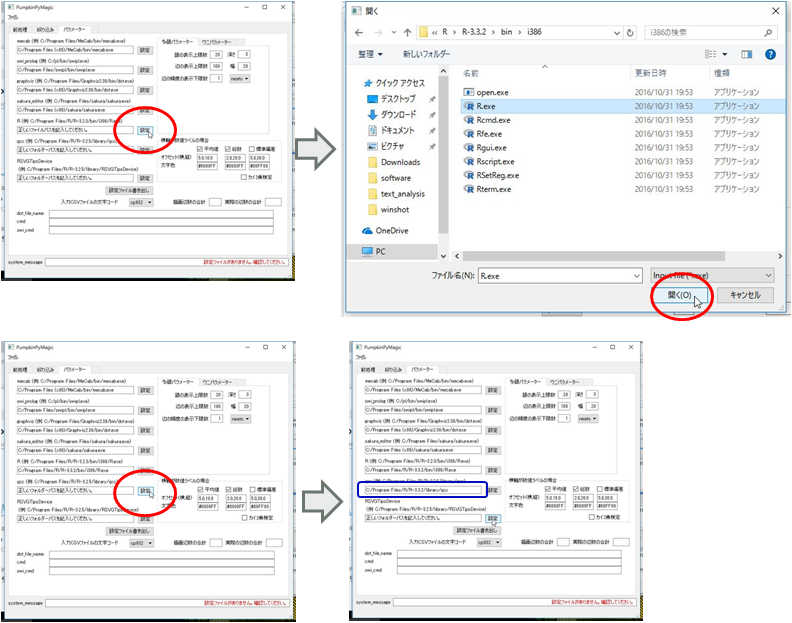 PumpkinPyMagic
ファイル
前処理 絞り込み パラメーター
mecab (例 C:/Program Files/MeCab/bin/mecab.exe)
C:/Program Files (x86)/MeCab/bin/mecab.exe 設定
swi_prolog (例 C:/pl/bin/swipl.exe)
C:/Program Files/swipl/bin/swipl.exe 設定
graphviz (例 C:/Program Files/Graphviz2.38/bin/dot.exe)
C:/Program Files (x86)/Graphviz2.38/bin/dot.exe 設定
sakura_editor (例 C:/Program Files/sakura/sakura.exe)
C:/Program Files (x86)/sakura/sakura.exe 設定
R (例 C:/Program Files/R/R-3.2.5/bin/i386/R.exe)
正しいファイルパスを記入してください。 設定
gcc (例 C:/Program Files/R/R-3.2.5/library/gcc)
正しいフォルダーパスを記入してください。 設定
RSVGTipsDevice
(例 C:/Program Files/R/R-3.2.5/library/RSVGTipsDevice)
正しいフォルダーパスを記入してください。 設定
設定ファイル書き出し
入力CSVファイルの文字コード cp932 描画辺数の合計 実際の辺数の合計
dot_file_name
cmd
swi_cmd
system_message 設定ファイルがありません。確認してください。
多語パラメーター ワニパラメーター
語の表示上限数 20 深さ 8
辺の表示上限数 100 幅 20
辺の頻度の表示下限数 1 neato
検軸が数値ラベルの場合
平均値 総数 標準偏差
オフセット(横,縦) 5.0,10.0 2.0,20.0 5.0,30.0
文字色 #0000FF #0000FF #00FF00
カイ2乗検定
開く
R R-3.3.2 bin i386 i386の検索
整理 新しいフォルダー
クイック アクセス
デスクトップ
ダウンロード
ドキュメント
ピクチャ
Downloads
software
text_analysis
winshot
OneDrive
PC
名前 更新日時 種類
open.exe 2016/10/31 19:53 アプリケーション
R.exe 2016/10/31 19:53 アプリケーション
Rcmd.exe 2016/10/31 19:53 アプリケーション
Rfe.exe 2016/10/31 19:53 アプリケーション
Rgui.exe 2016/10/31 19:53 アプリケーション
Rscript.exe 2016/10/31 19:53 アプリケーション
RSetReg.exe 2016/10/31 19:53 アプリケーション
Rterm.exe 2016/10/31 19:53 アプリケーション
ファイル名(N): R.exe Input file (*.exe)
開く(O) キャンセル
PumpkinPyMagic
ファイル
前処理 絞り込み パラメーター
mecab (例 C:/Program Files/MeCab/bin/mecab.exe)
C:/Program Files (x86)/MeCab/bin/mecab.exe 設定
swi_prolog (例 C:/pl/bin/swipl.exe)
C:/Program Files/swipl/bin/swipl.exe 設定
graphviz (例 C:/Program Files/Graphviz2.38/bin/dot.exe)
C:/Program Files (x86)/Graphviz2.38/bin/dot.exe 設定
sakura_editor (例 C:/Program Files/sakura/sakura.exe)
C:/Program Files (x86)/sakura/sakura.exe 設定
R (例 C:/Program Files/R/R-3.2.5/bin/i386/R.exe)
C:/Program Files/R/R-3.3.2/bin/i386/R.exe 設定
gcc (例 C:/Program Files/R/R-3.2.5/library/gcc)
正しいフォルダーパスを記入してください。 設定
RSVGTipsDevice
(例 C:/Program Files/R/R-3.2.5/library/RSVGTipsDevice)
正しいフォルダーパスを記入してください。 設定
設定ファイル書き出し
入力CSVファイルの文字コード cp932 描画辺数の合計 実際の辺数の合計
dot_file_name
cmd
swi_cmd
system_message 設定ファイルがありません。確認してください。
多語パラメーター ワニパラメーター
語の表示上限数 20 深さ 8
辺の表示上限数 100 幅 20
辺の頻度の表示下限数 1 neato
検軸が数値ラベルの場合
平均値 総数 標準偏差
オフセット(横,縦) 5.0,10.0 2.0,20.0 5.0,30.0
文字色 #0000FF #0000FF #00FF00
カイ2乗検定
PumpkinPyMagic
ファイル
前処理 絞り込み パラメーター
mecab (例 C:/Program Files/MeCab/bin/mecab.exe)
C:/Program Files (x86)/MeCab/bin/mecab.exe 設定
swi_prolog (例 C:/pl/bin/swipl.exe)
C:/Program Files/swipl/bin/swipl.exe 設定
graphviz (例 C:/Program Files/Graphviz2.38/bin/dot.exe)
C:/Program Files (x86)/Graphviz2.38/bin/dot.exe 設定
sakura_editor (例 C:/Program Files/sakura/sakura.exe)
C:/Program Files (x86)/sakura/sakura.exe 設定
R (例 C:/Program Files/R/R-3.2.5/bin/i386/R.exe)
C:/Program Files/R/R-3.3.2/bin/i386/R.exe 設定
gcc (例 C:/Program Files/R/R-3.2.5/library/gcc)
C:/Program Files/R/R-3.3.2/library/gcc 設定
RSVGTipsDevice
(例 C:/Program Files/R/R-3.2.5/library/RSVGTipsDevice)
正しいフォルダーパスを記入してください。 設定
設定ファイル書き出し
入力CSVファイルの文字コード cp932 描画辺数の合計 実際の辺数の合計
dot_file_name
cmd
swi_cmd
system_message 設定ファイルがありません。確認してください。
多語パラメーター ワニパラメーター
語の表示上限数 20 深さ 8
辺の表示上限数 100 幅 20
辺の頻度の表示下限数 1 neato
検軸が数値ラベルの場合
平均値 総数 標準偏差
オフセット(横,縦) 5.0,10.0 2.0,20.0 5.0,30.0
文字色 #0000FF #0000FF #00FF00
カイ2乗検定